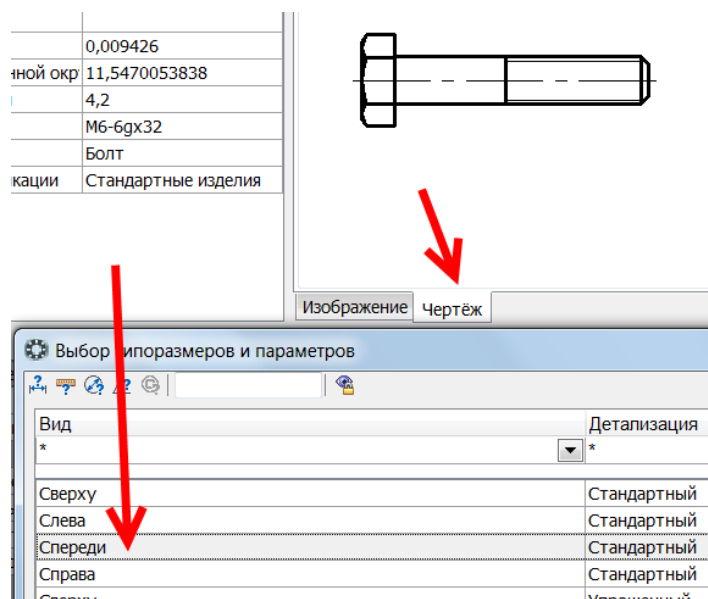 0,009426
нной окр 11,5470053838
4,2
М6-6gx32
Болт
кации Стандартные изделия
Изображение Чертёж
Выбор типоразмеров и параметров
Вид Детализация
* *
Сверху Стандартный
Слева Стандартный
Спереди Стандартный
Справа Стандартный